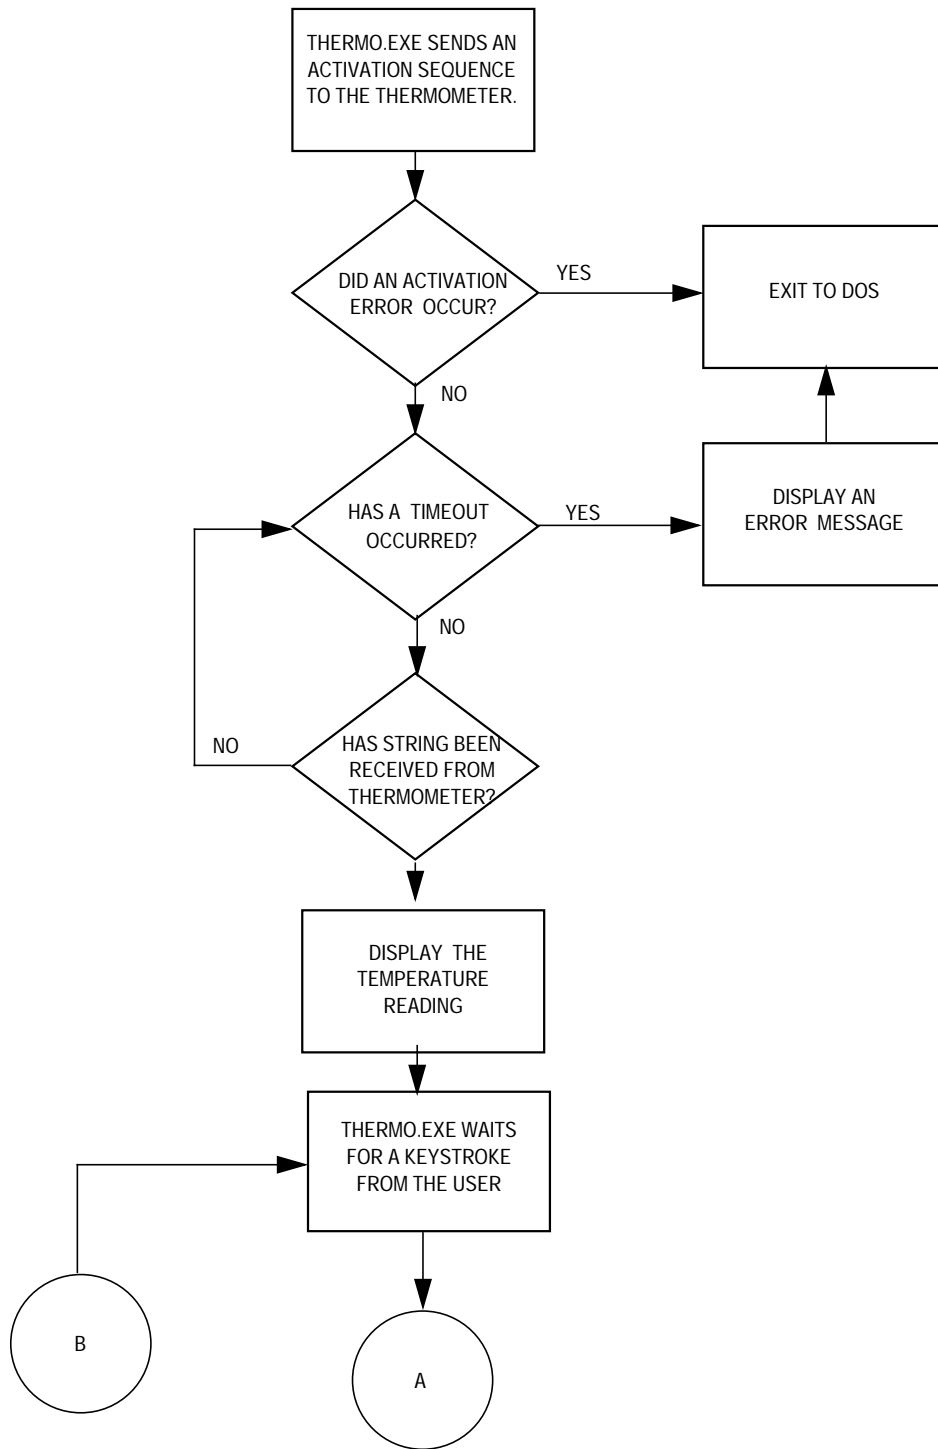 THERMO.EXE SENDS AN
ACTIVATION SEQUENCE
TO THE THERMOMETER.
DID AN ACTIVATION
ERROR OCCUR?
YES
EXIT TO DOS
NO
HAS A TIMEOUT
OCCURRED?
YES
DISPLAY AN
ERROR MESSAGE
NO
HAS STRING BEEN
RECEIVED FROM
THERMOMETER?
NO
DISPLAY THE
TEMPERATURE
READING
THERMO.EXE WAITS
FOR A KEYSTROKE
FROM THE USER
B
A